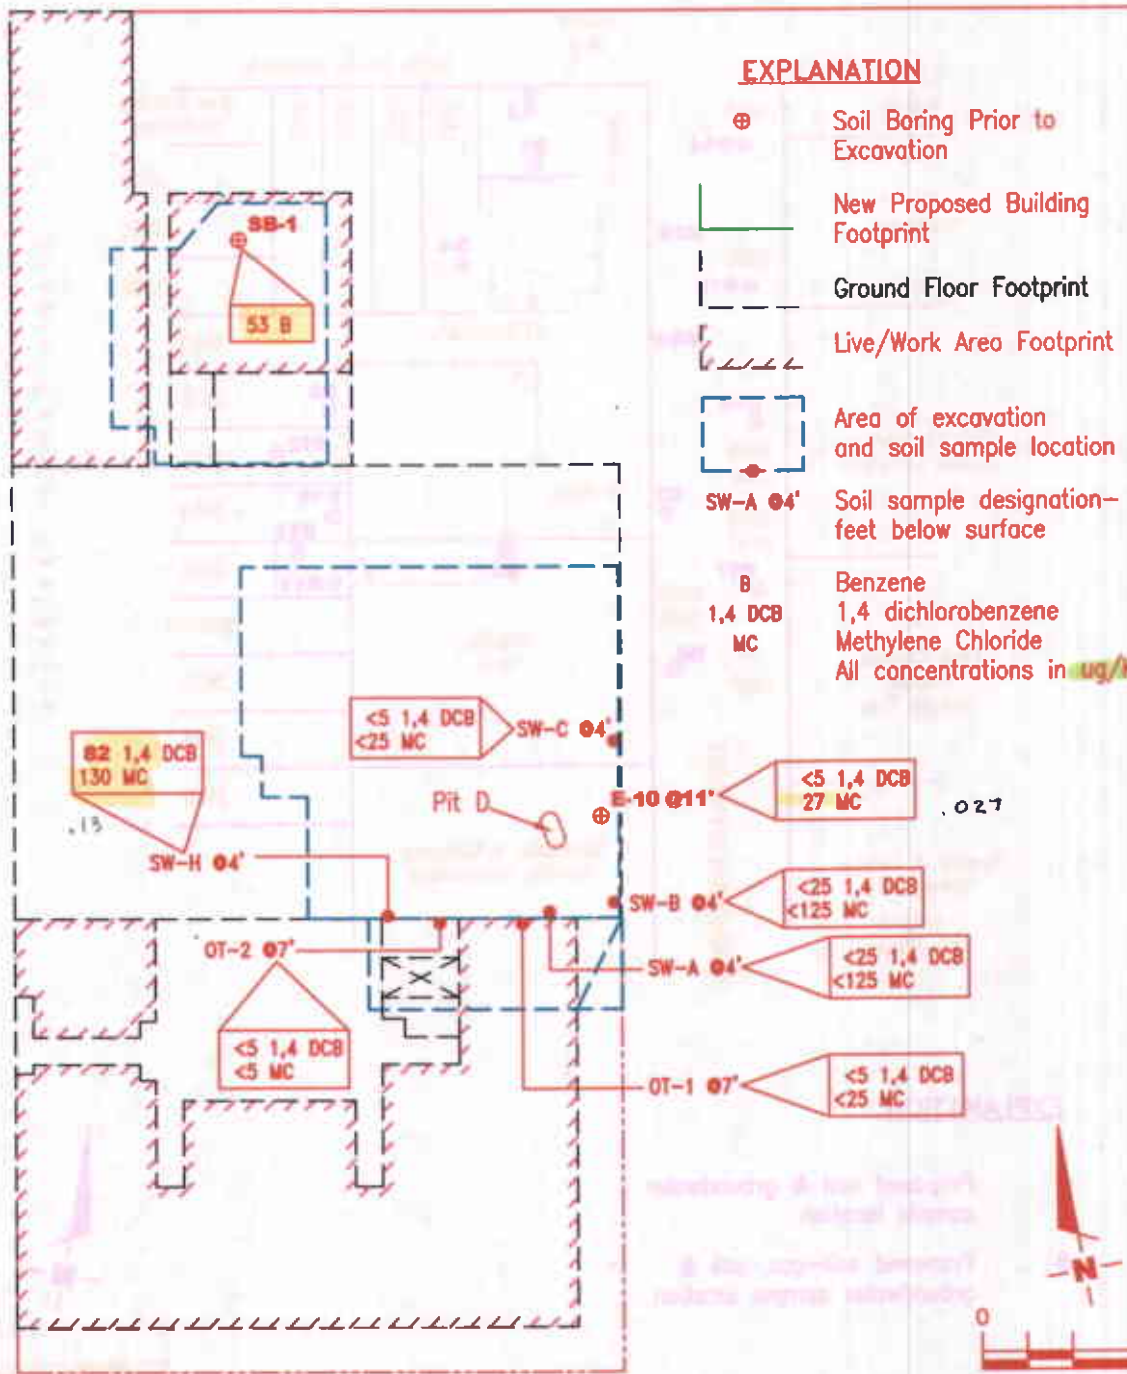 EXPLANATION
Soil Boring Prior to
Excavation
New Proposed Building
Footprint
Ground Floor Footprint
Live/Work Area Footprint
Area of excavation
and soil sample location
SW-A @4' Soil sample designation—
feet below surface
B Benzene
1,4 DCB 1,4 dichlorobenzene
MC Methylene Chloride
All concentrations in ug/
SB-1
53 B
<5 1,4 DCB
<25 MC
SW-C @4'
82 1,4 DCB
130 MC
.13
SW-H @4'
Pit D
E-10 @11'
<5 1,4 DCB
27 MC
.027
SW-B @4'
<25 1,4 DCB
<125 MC
OT-2 @7'
<5 1,4 DCB
<5 MC
SW-A @4'
<25 1,4 DCB
<125 MC
OT-1 @7'
<5 1,4 DCB
<25 MC
N
0